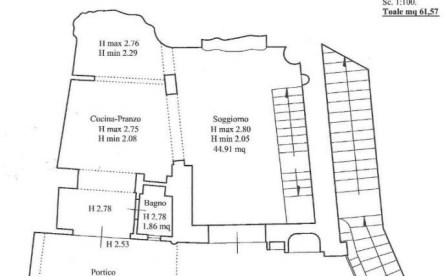 Sc. 1:100.
Toale mq 61,57
H max 2.76
H min 2.29
Cucina-Pranzo
H max 2.75
H min 2.08
Soggiorno
H max 2.80
H min 2.05
44.91 mq
Bagno
H 2.78
1,86 mq
H 2.78
H 2.53
Portico